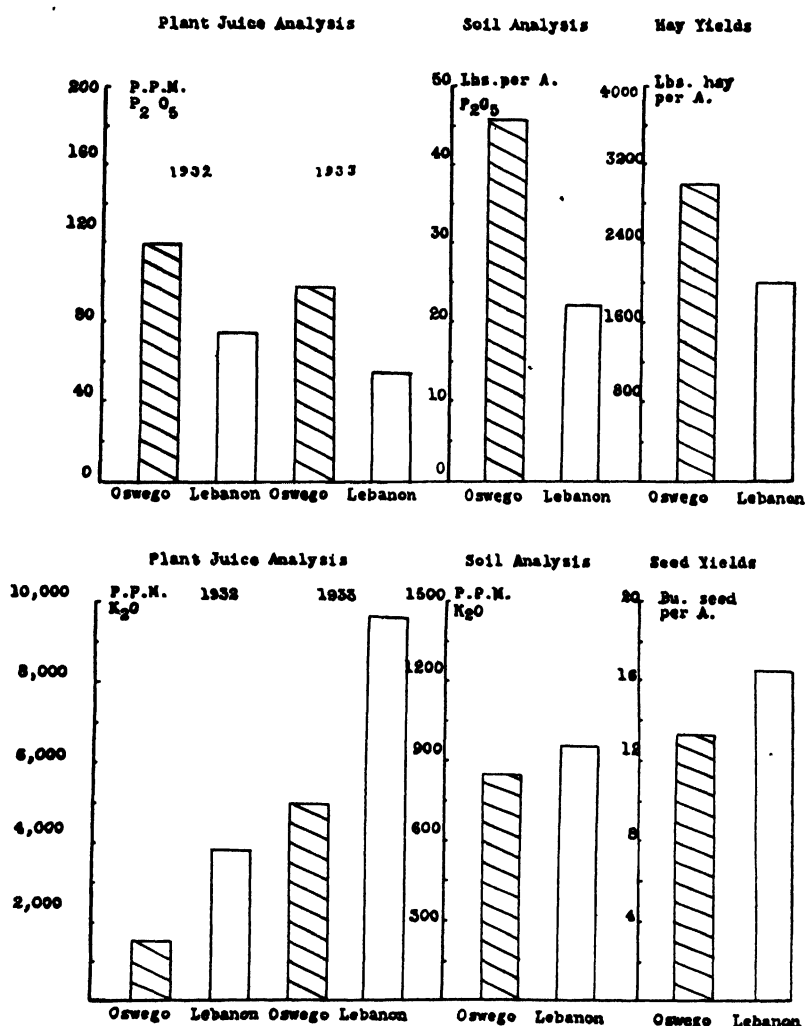 Plant Juice Analysis
Soil Analysis
Hay Yields
200
P.P.M.
P2O5
160
1932
1933
120
80
40
0
Oswego Lebanon Oswego Lebanon
50
Lbs.per A.
P2O5
40
30
20
10
0
Oswego Lebanon
4000
Lbs. hay
per A.
3200
2400
1600
800
Oswego Lebanon
Plant Juice Analysis
Soil Analysis
Seed Yields
10,000
P.P.M.
K2O
1932
1933
8,000
6,000
4,000
2,000
Oswego Lebanon Oswego Lebanon
1500
P.P.M.
K2O
1200
900
600
300
Oswego Lebanon
20
Bu. seed
per A.
16
12
8
4
Oswego Lebanon